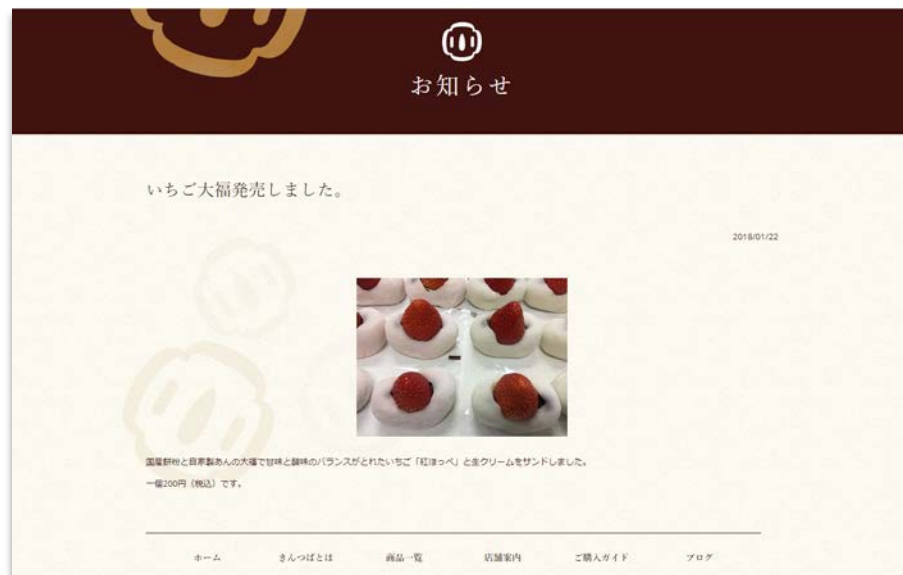 お知らせ
いちご大福発売しました。
2018/01/22
国産餅粉と自家製あんの大福で甘味と酸味のバランスがとれたいちご「紅ほっぺ」と生クリームをサンドしました。
一個200円（税込）です。
ホーム きんつばとは 商品一覧 店舗案内 ご購入ガイド ブログ